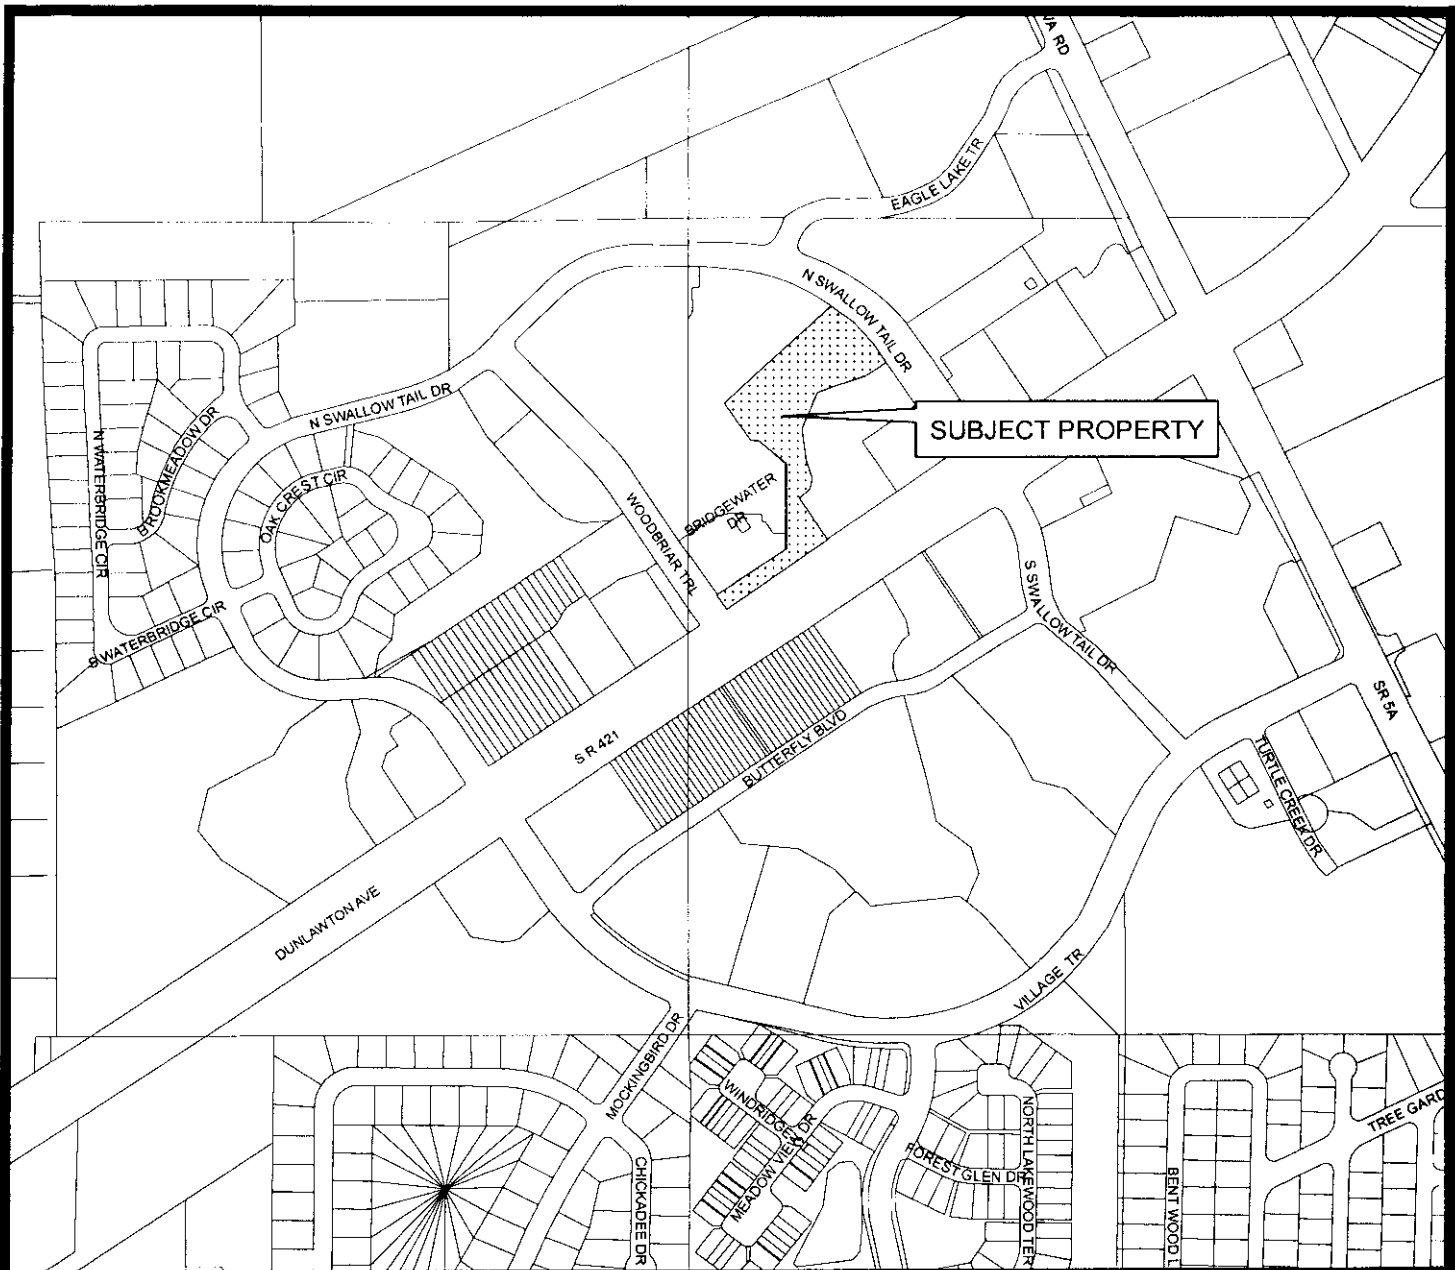 VA RD
EAGLE LAKE TR
N SWALLOW TAIL DR
N SWALLOW TAIL DR
SUBJECT PROPERTY
N WATERBRIDGE CIR
BROOKMEADOW DR
OAK CREST CIR
WOODBRIAR TRL
BRIDGEWATER
DR
S WATERBRIDGE CIR
S SWALLOW TAIL DR
SR 5A
S R 421
BUTTERFLY BLVD
TURTLE CREEK DR
DUNLAWTON AVE
VILLAGE TR
MOCKINGBIRD DR
WINDRIDGE
MEADOW VIEW DR
CHICKADEE DR
FOREST GLEN DR
NORTH LAKEWOOD TER
BENT WOOD L
TREE GARD